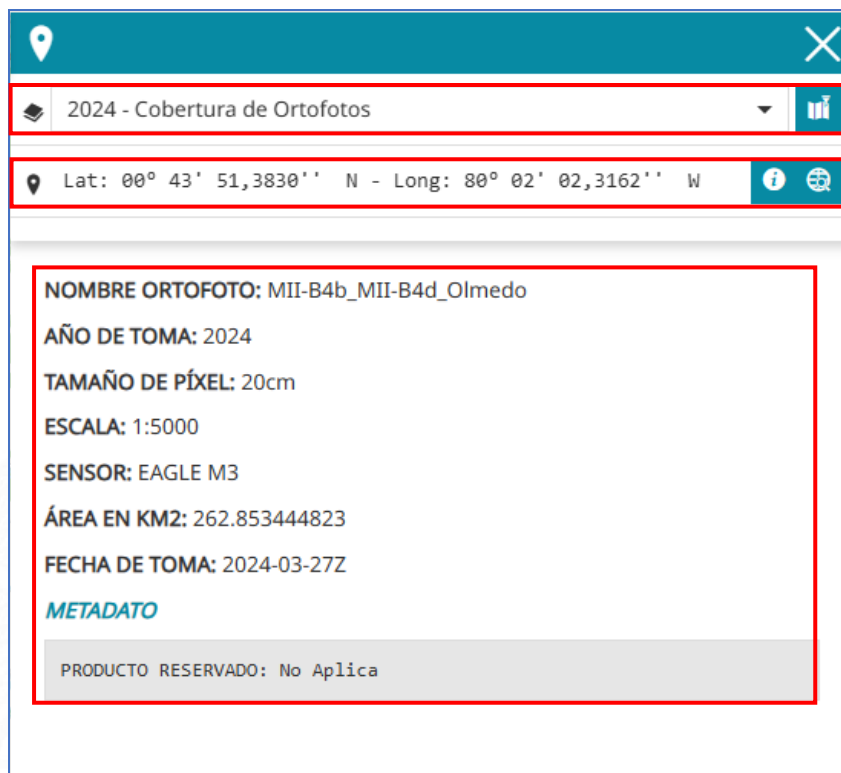 2024 - Cobertura de Ortofotos
Lat: 00º 43' 51,3830'' N - Long: 80º 02' 02,3162'' W
NOMBRE ORTOFOTO: MII-B4b_MII-B4d_Olmedo
AÑO DE TOMA: 2024
TAMAÑO DE PÍXEL: 20cm
ESCALA: 1:5000
SENSOR: EAGLE M3
ÁREA EN KM2: 262.853444823
FECHA DE TOMA: 2024-03-27Z
METADATO
PRODUCTO RESERVADO: No Aplica